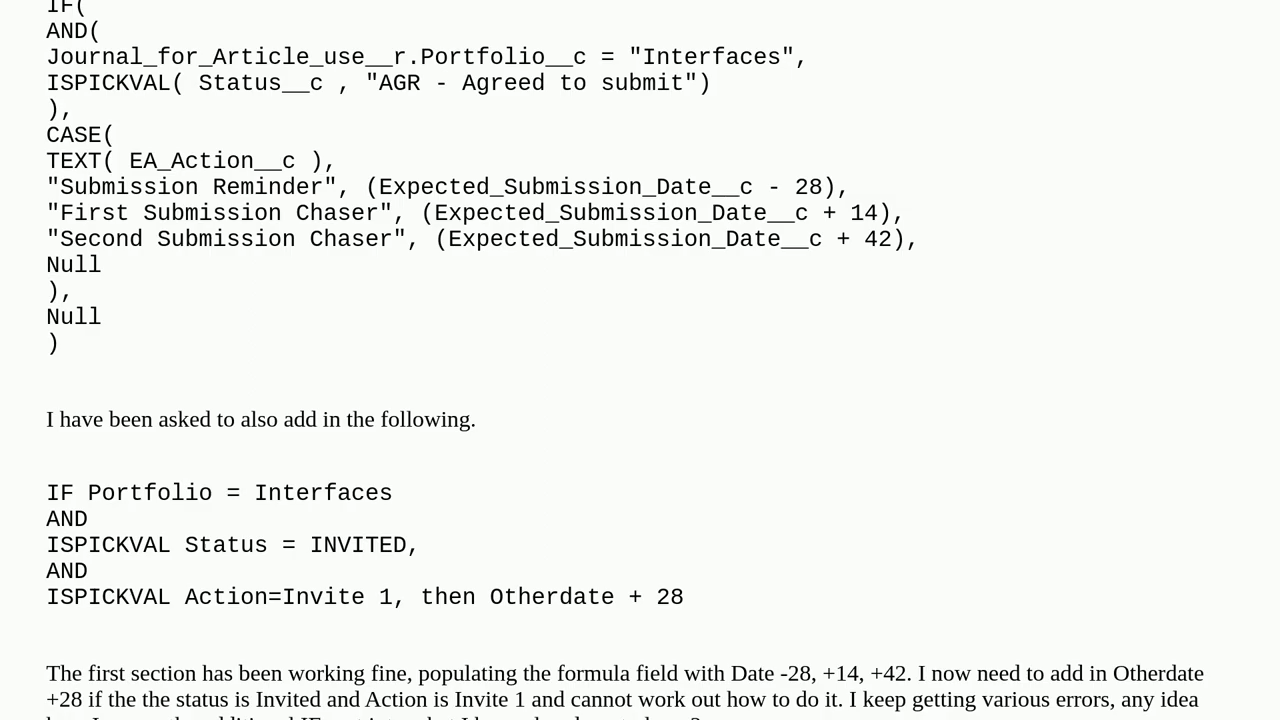 IF(
AND(
Journal_for_Article_use__r.Portfolio__c = "Interfaces",
ISPICKVAL( Status__c , "AGR - Agreed to submit")
),
CASE(
TEXT( EA_Action__c ),
"Submission Reminder", (Expected_Submission_Date__c - 28),
"First Submission Chaser", (Expected_Submission_Date__c + 14),
"Second Submission Chaser", (Expected_Submission_Date__c + 42),
Null
),
Null
)
I have been asked to also add in the following.
IF Portfolio = Interfaces
AND
ISPICKVAL Status = INVITED,
AND
ISPICKVAL Action=Invite 1, then Otherdate + 28
The first section has been working fine, populating the formula field with Date -28, +14, +42. I now need to add in Otherdate
+28 if the the status is Invited and Action is Invite 1 and cannot work out how to do it. I keep getting various errors, any idea